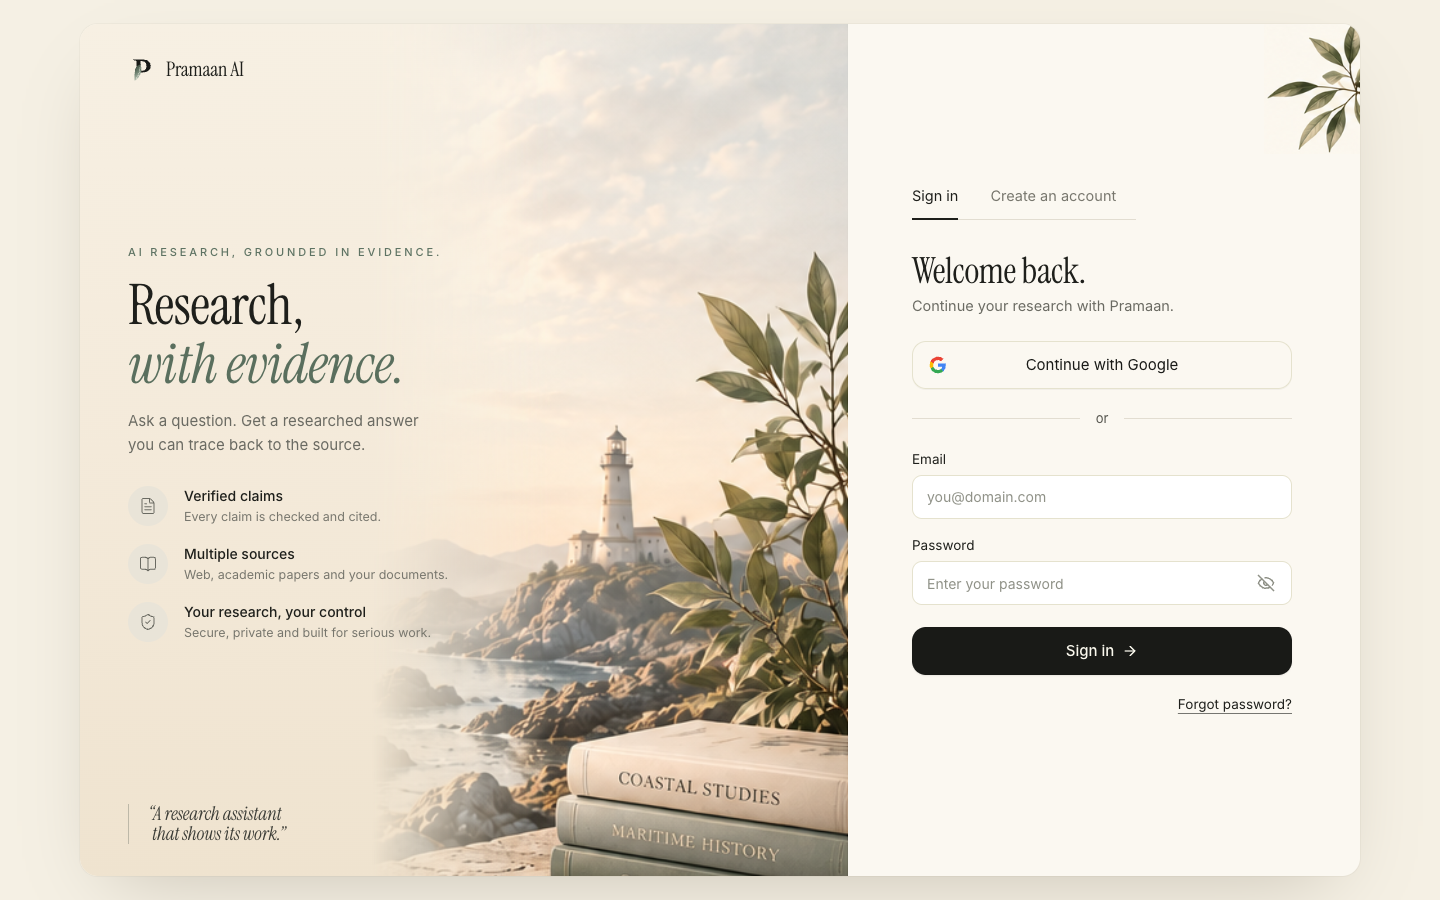 Pramaan AI
AI RESEARCH, GROUNDED IN EVIDENCE.
Research,
with evidence.
Ask a question. Get a researched answer
you can trace back to the source.
Verified claims
Every claim is checked and cited.
Multiple sources
Web, academic papers and your documents.
Your research, your control
Secure, private and built for serious work.
“A research assistant
that shows its work.”
COASTAL STUDIES
MARITIME HISTORY
Sign in
Create an account
Welcome back.
Continue your research with Pramaan.
Continue with Google
or
Email
you@domain.com
Password
Enter your password
Sign in →
Forgot password?